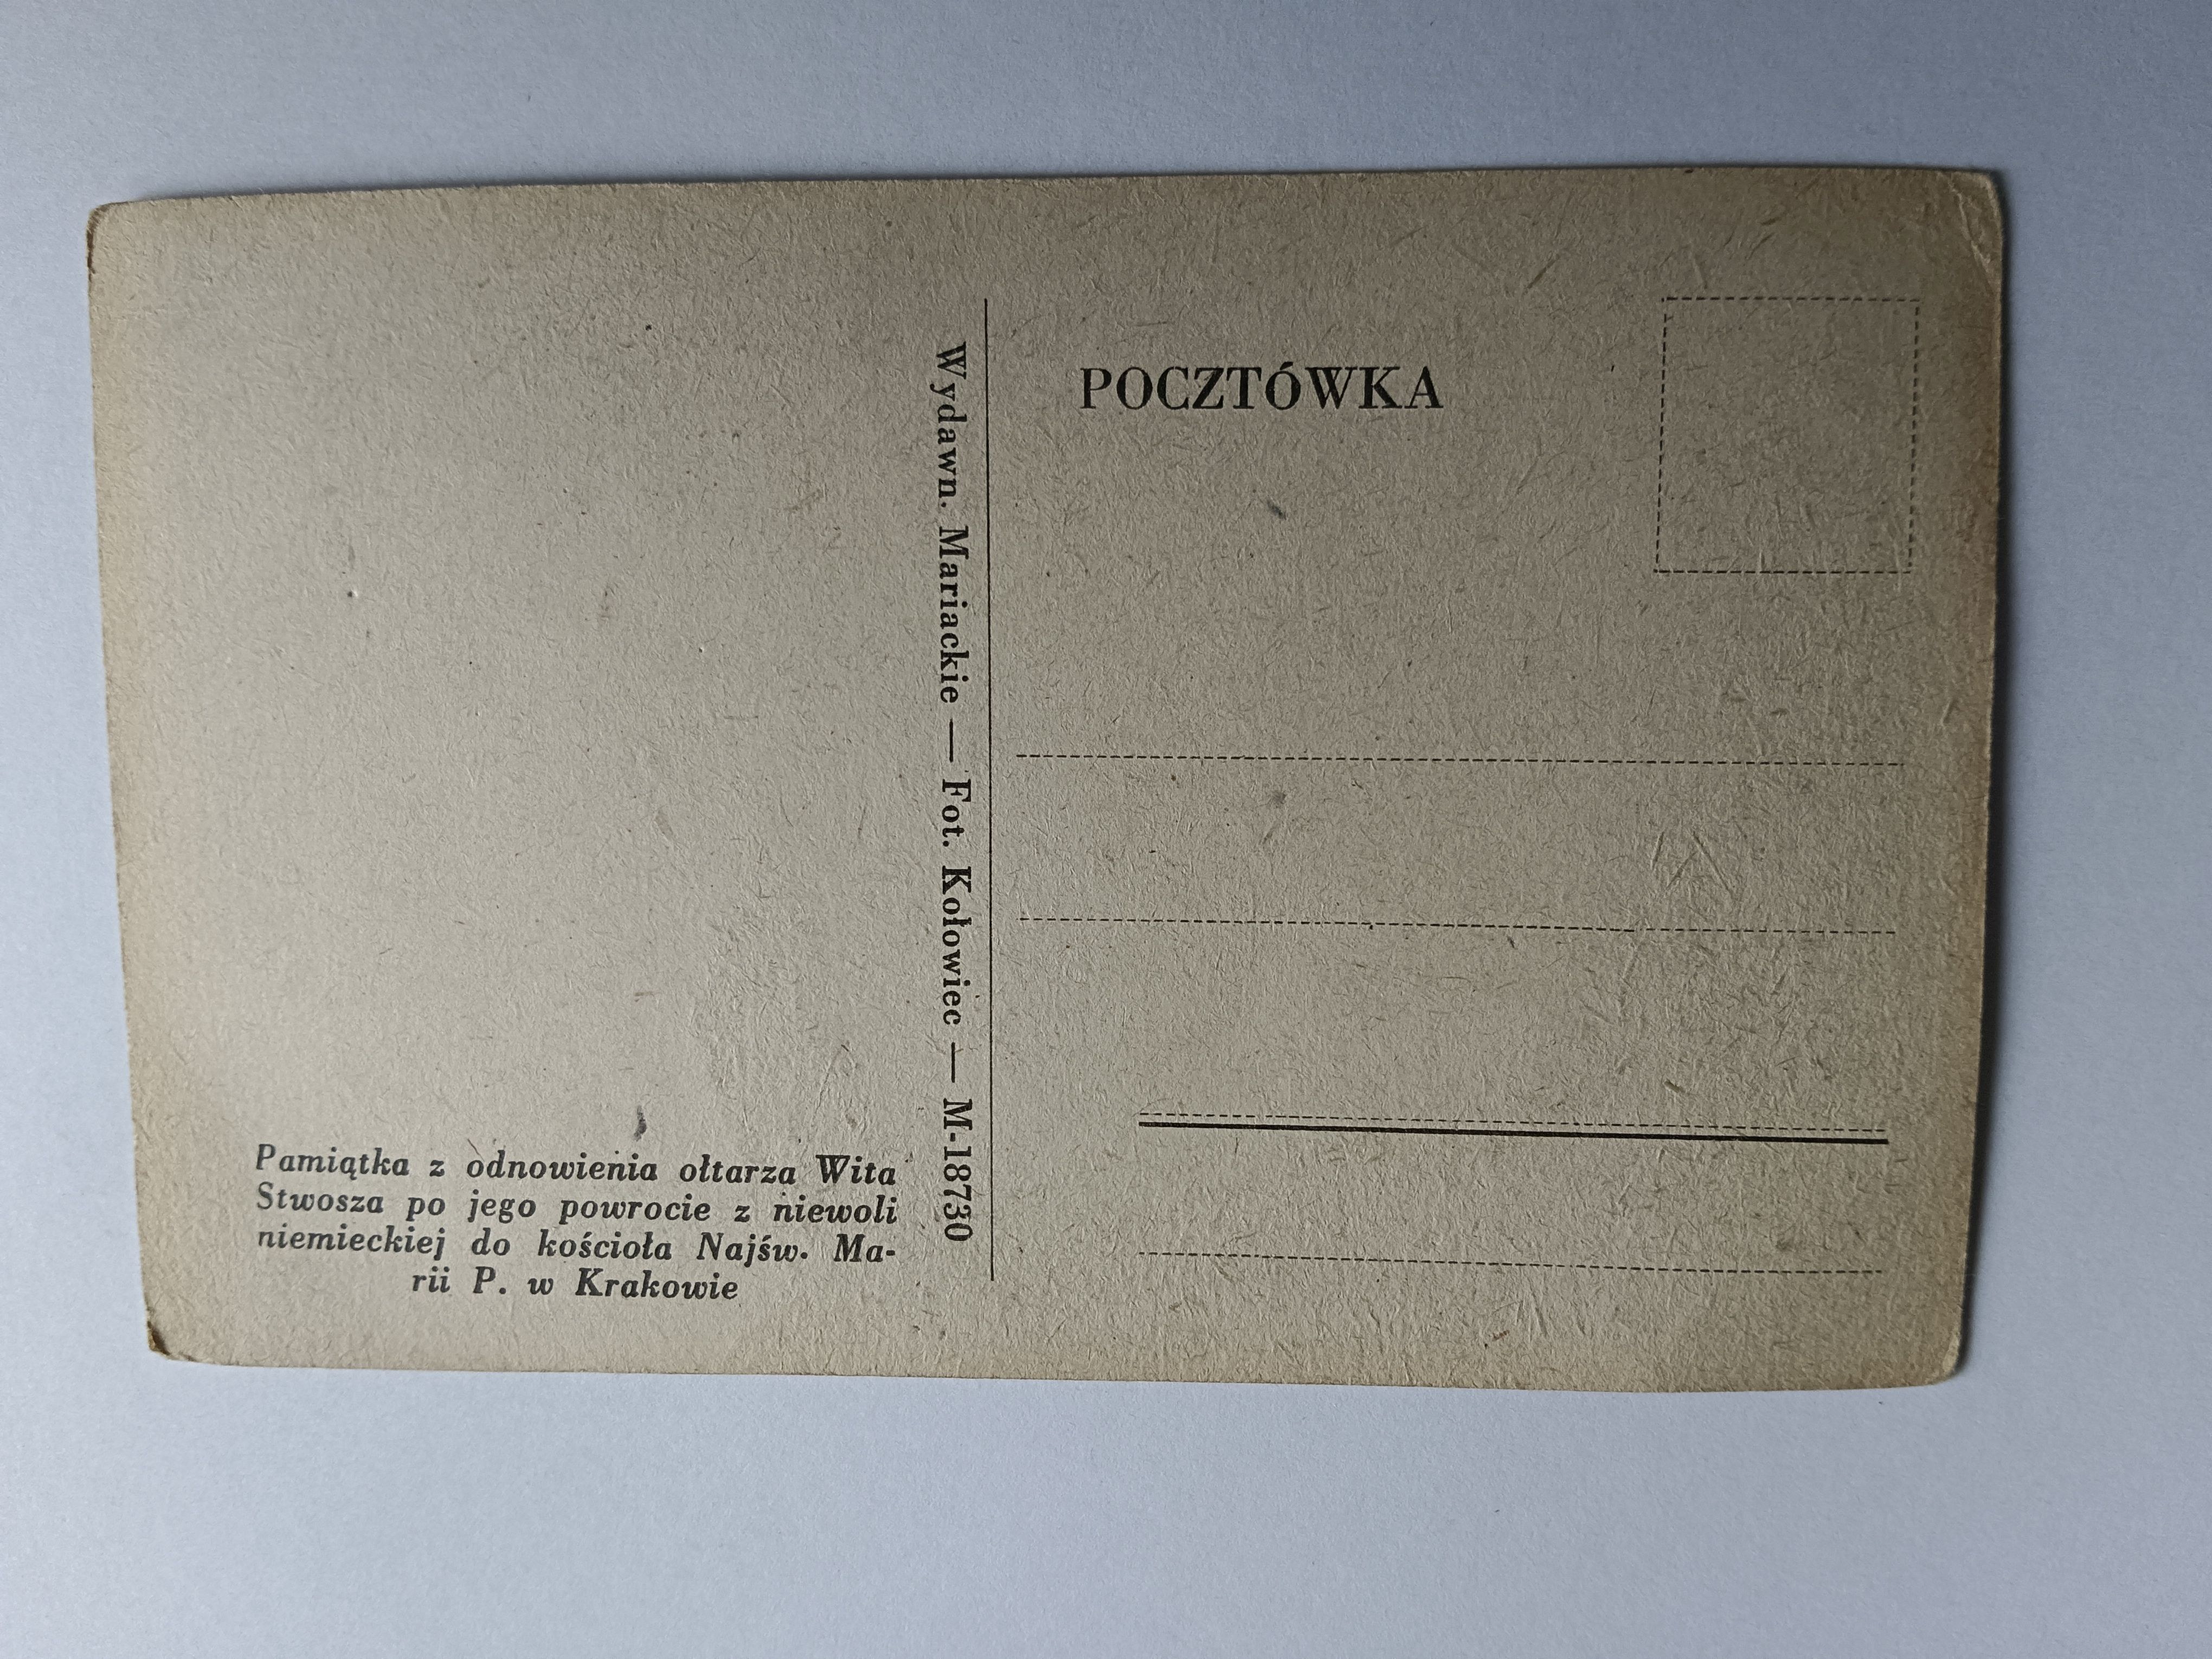 POCZTÓWKA
Wydawn. Mariackie — Fot. Kołowiec — M-18730
Pamiątka z odnowienia ołtarza Wita
Stwosza po jego powrocie z niewoli
niemieckiej do kościoła Najśw. Ma-
rii P. w Krakowie